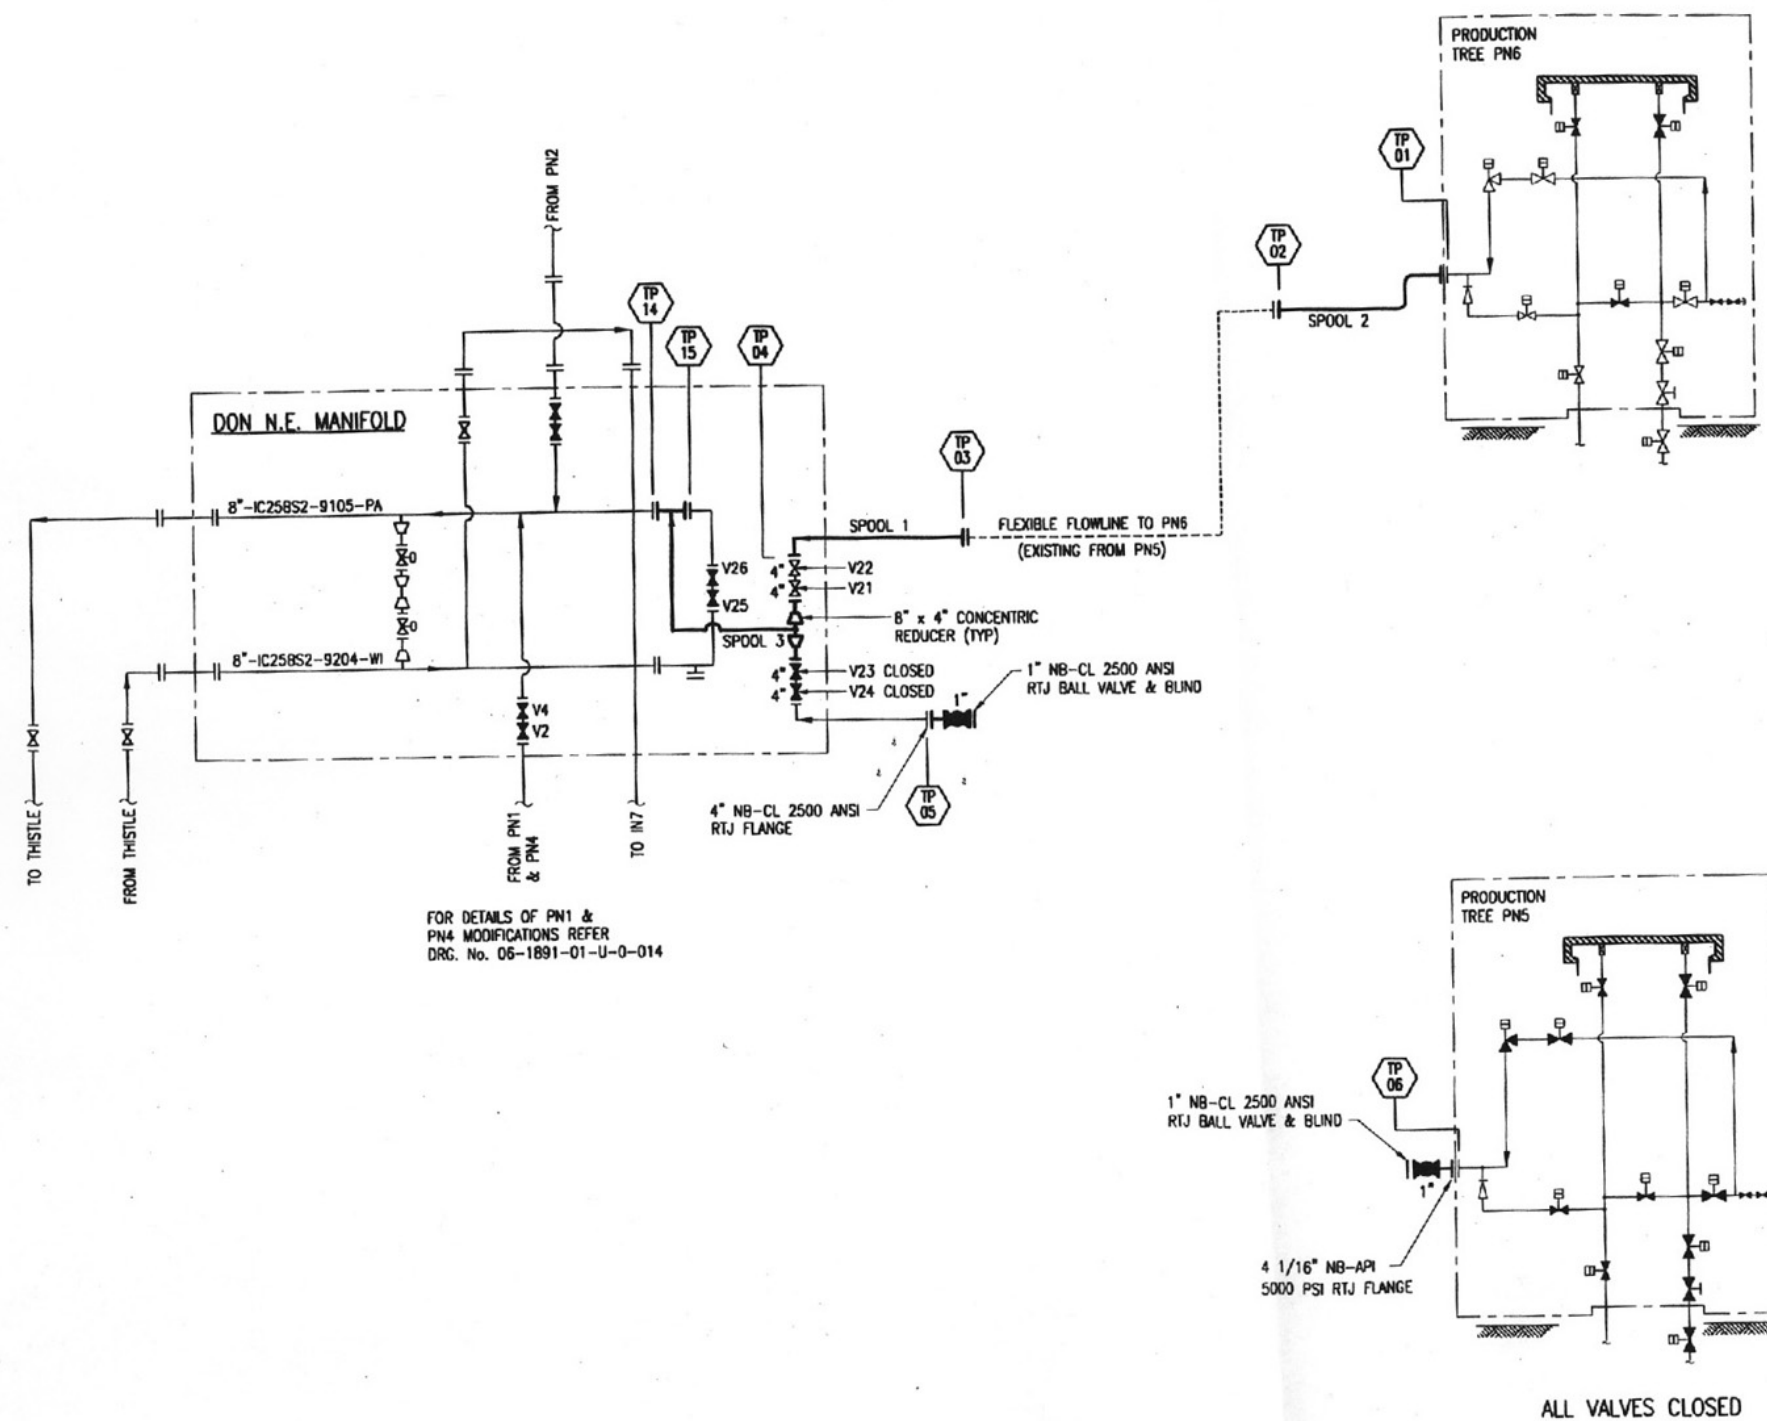 PRODUCTION
TREE PN6
TP
01
TP
02
SPOOL 2
FROM PN2
TP
14
TP
15
TP
04
DON N.E. MANIFOLD
TP
03
8"-IC25BS2-9105-PA
SPOOL 1
FLEXIBLE FLOWLINE TO PN6
(EXISTING FROM PN5)
V26
V25
4"
V22
4"
V21
8" x 4" CONCENTRIC
REDUCER (TYP)
SPOOL 3
8"-IC25BS2-9204-WI
4"
V23 CLOSED
4"
V24 CLOSED
1" NB-CL 2500 ANSI
RTJ BALL VALVE & BLIND
1"
V4
V2
4" NB-CL 2500 ANSI
RTJ FLANGE
TP
05
TO THISTLE
FROM THISTLE
FROM PN1
& PN4
TO IN7
FOR DETAILS OF PN1 &
PN4 MODIFICATIONS REFER
DRG. No. 06-1891-01-U-0-014
PRODUCTION
TREE PN5
TP
06
1" NB-CL 2500 ANSI
RTJ BALL VALVE & BLIND
1"
4 1/16" NB-API
5000 PSI RTJ FLANGE
ALL VALVES CLOSED